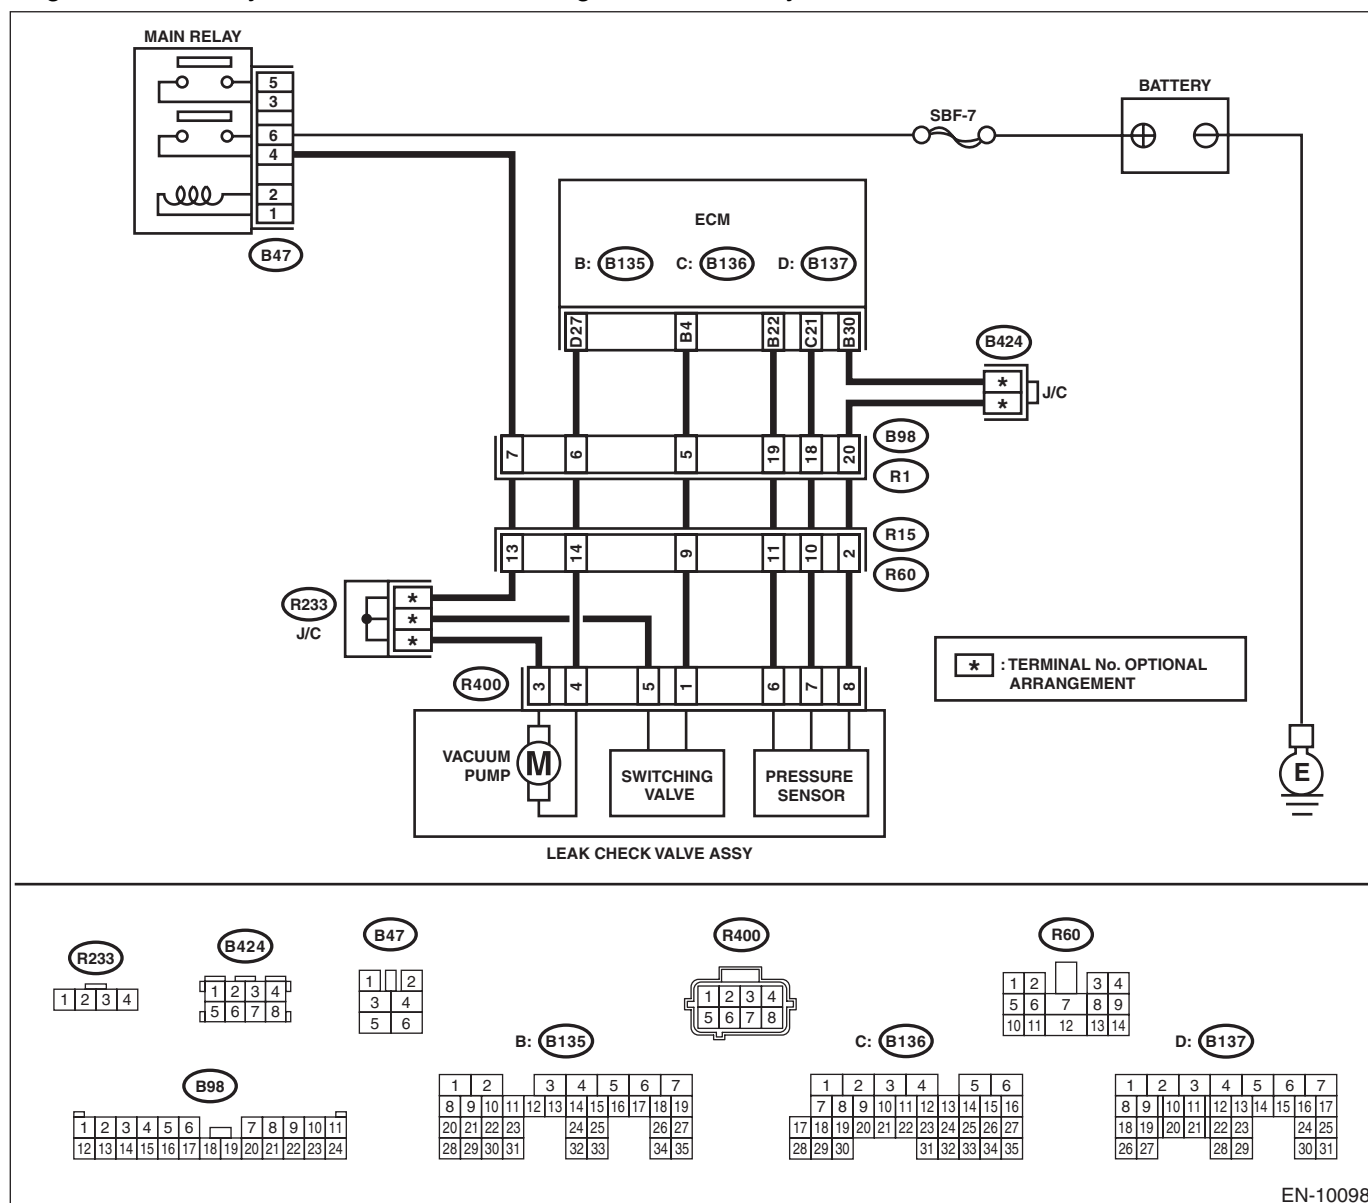 MAIN RELAY
5
3
6
4
2
1
B47
SBF-7
BATTERY
ECM
B: B135 C: B136 D: B137
D27 B4 B22 C21 B30
B424
* J/C
*
7 6 5 19 18 20
B98
R1
13 14 9 11 10 2
R15
R60
R233
J/C
*
*
*
* : TERMINAL No. OPTIONAL
ARRANGEMENT
R400
3 4 5 1 6 7 8
VACUUM
PUMP
M
SWITCHING
VALVE
PRESSURE
SENSOR
E
LEAK CHECK VALVE ASSY
R233
1 2 3 4
B424
1 2 3 4
5 6 7 8
B47
1 2
3 4
5 6
R400
1 2 3 4
5 6 7 8
R60
1 2 3 4
5 6 7 8 9
10 11 12 13 14
B98
1 2 3 4 5 6 7 8 9 10 11
12 13 14 15 16 17 18 19 20 21 22 23 24
B: B135
1 2 3 4 5 6 7
8 9 10 11 12 13 14 15 16 17 18 19
20 21 22 23 24 25 26 27
28 29 30 31 32 33 34 35
C: B136
1 2 3 4 5 6
7 8 9 10 11 12 13 14 15 16
17 18 19 20 21 22 23 24 25 26 27
28 29 30 31 32 33 34 35
D: B137
1 2 3 4 5 6 7
8 9 10 11 12 13 14 15 16 17
18 19 20 21 22 23 24 25
26 27 28 29 30 31
EN-10098